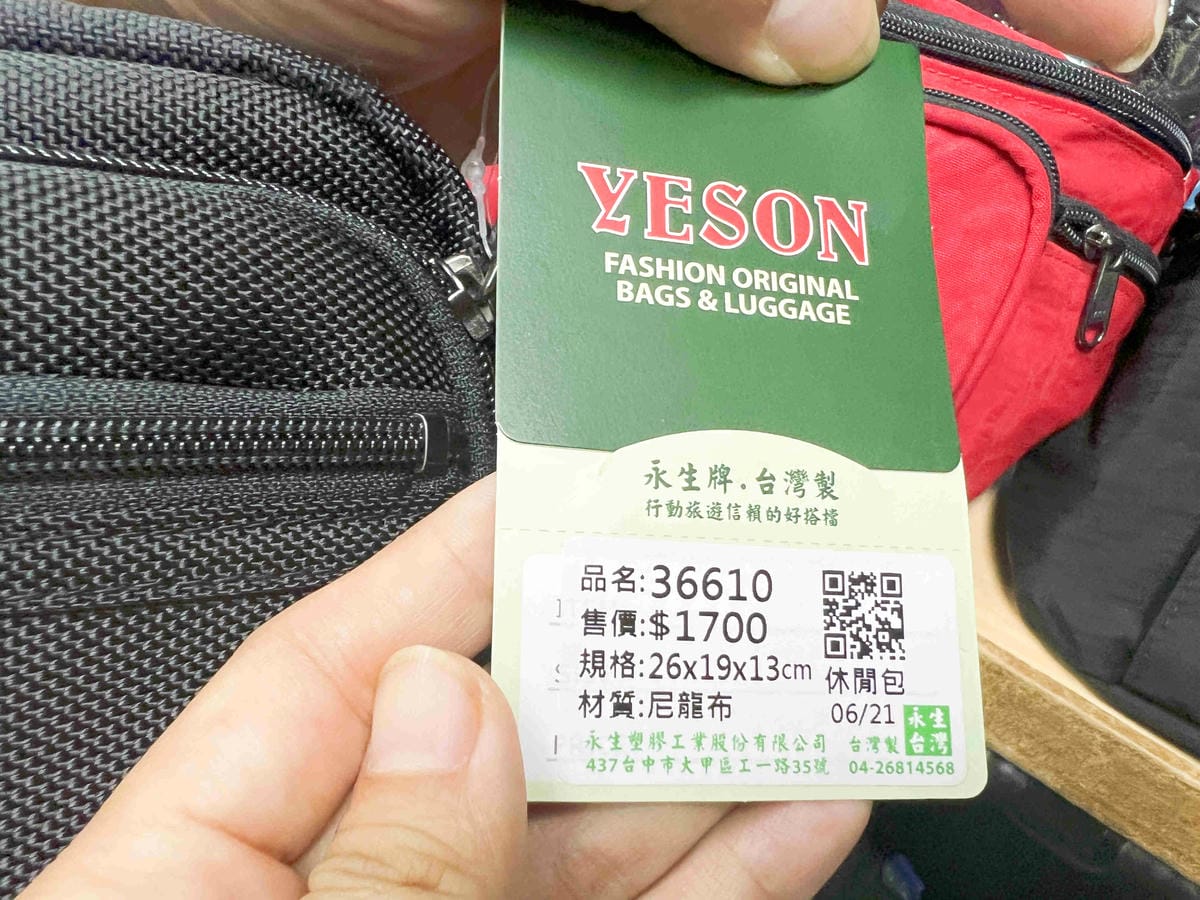 YESON
FASHION ORIGINAL
BAGS & LUGGAGE
永生牌.台灣製
行動旅遊信賴的好搭檔
品名:36610
售價:$1700
規格:26x19x13cm
材質:尼龍布
休閒包
06/21
永生
台灣
永生塑膠工業股份有限公司 台灣製
437台中市大甲區工一路35號 04-26814568